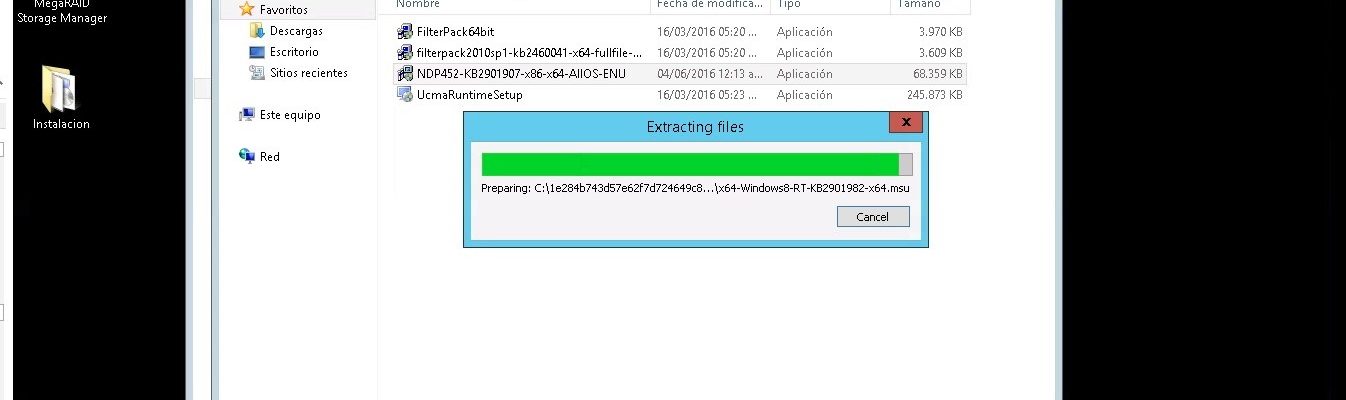 MegaRAID
Storage Manager
Instalacion
Favoritos
Descargas
Escritorio
Sitios recientes
Este equipo
Red
Nombre Fecha de modifica... Tipo Tamaño
FilterPack64bit 16/03/2016 05:20 ... Aplicación 3.970 KB
filterpack2010sp1-kb2460041-x64-fullfile-... 16/03/2016 05:20 ... Aplicación 3.609 KB
NDP452-KB2901907-x86-x64-AllOS-ENU 04/06/2016 12:13 a... Aplicación 68.359 KB
UcmaRuntimeSetup 16/03/2016 05:23 ... Aplicación 245.873 KB
Extracting files
x
Preparing: C:\1e284b743d57e62f7d724649c8...\x64-Windows8-RT-KB2901982-x64.msu
Cancel